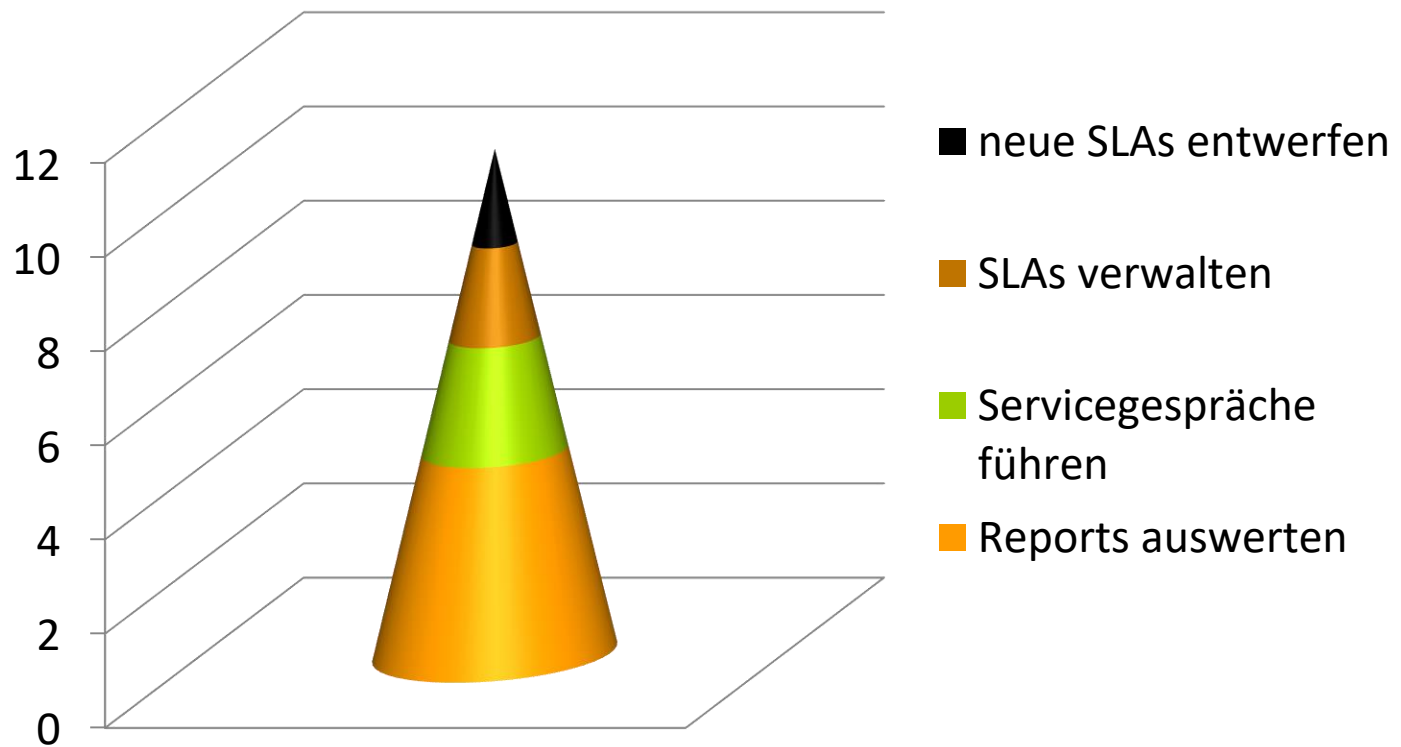 12
10
8
6
4
2
0
neue SLAs entwerfen
SLAs verwalten
Servicegespräche
führen
Reports auswerten